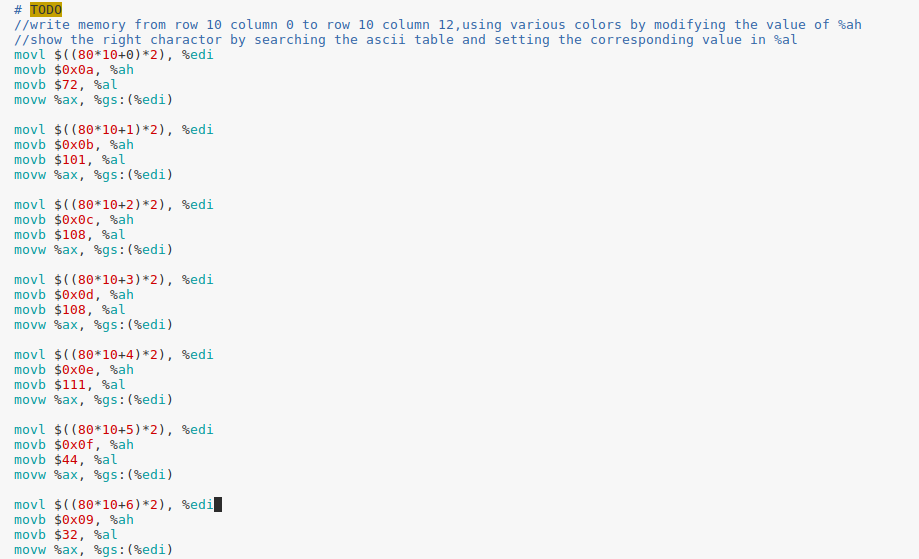 # TODO
//write memory from row 10 column 0 to row 10 column 12,using various colors by modifying the value of %ah
//show the right charactor by searching the ascii table and setting the corresponding value in %al
movl $((80*10+0)*2), %edi
movb $0x0a, %ah
movb $72, %al
movw %ax, %gs:(%edi)

movl $((80*10+1)*2), %edi
movb $0x0b, %ah
movb $101, %al
movw %ax, %gs:(%edi)

movl $((80*10+2)*2), %edi
movb $0x0c, %ah
movb $108, %al
movw %ax, %gs:(%edi)

movl $((80*10+3)*2), %edi
movb $0x0d, %ah
movb $108, %al
movw %ax, %gs:(%edi)

movl $((80*10+4)*2), %edi
movb $0x0e, %ah
movb $111, %al
movw %ax, %gs:(%edi)

movl $((80*10+5)*2), %edi
movb $0x0f, %ah
movb $44, %al
movw %ax, %gs:(%edi)

movl $((80*10+6)*2), %edi
movb $0x09, %ah
movb $32, %al
movw %ax, %gs:(%edi)